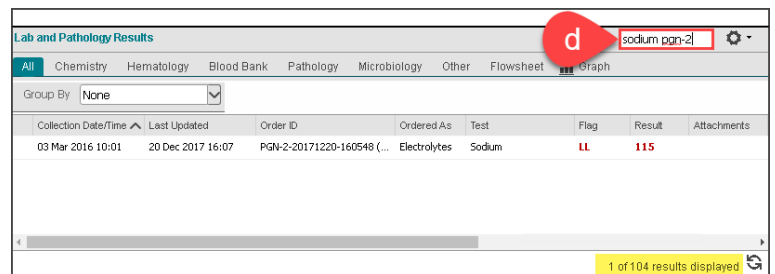 Lab and Pathology Results d sodium pgn-2
All Chemistry Hematology Blood Bank Pathology Microbiology Other Flowsheet Graph
Group By None
Collection Date/Time Last Updated Order ID Ordered As Test Flag Result Attachments
03 Mar 2016 10:01 20 Dec 2017 16:07 PGN-2-20171220-160548 (... Electrolytes Sodium LL 115
1 of 104 results displayed